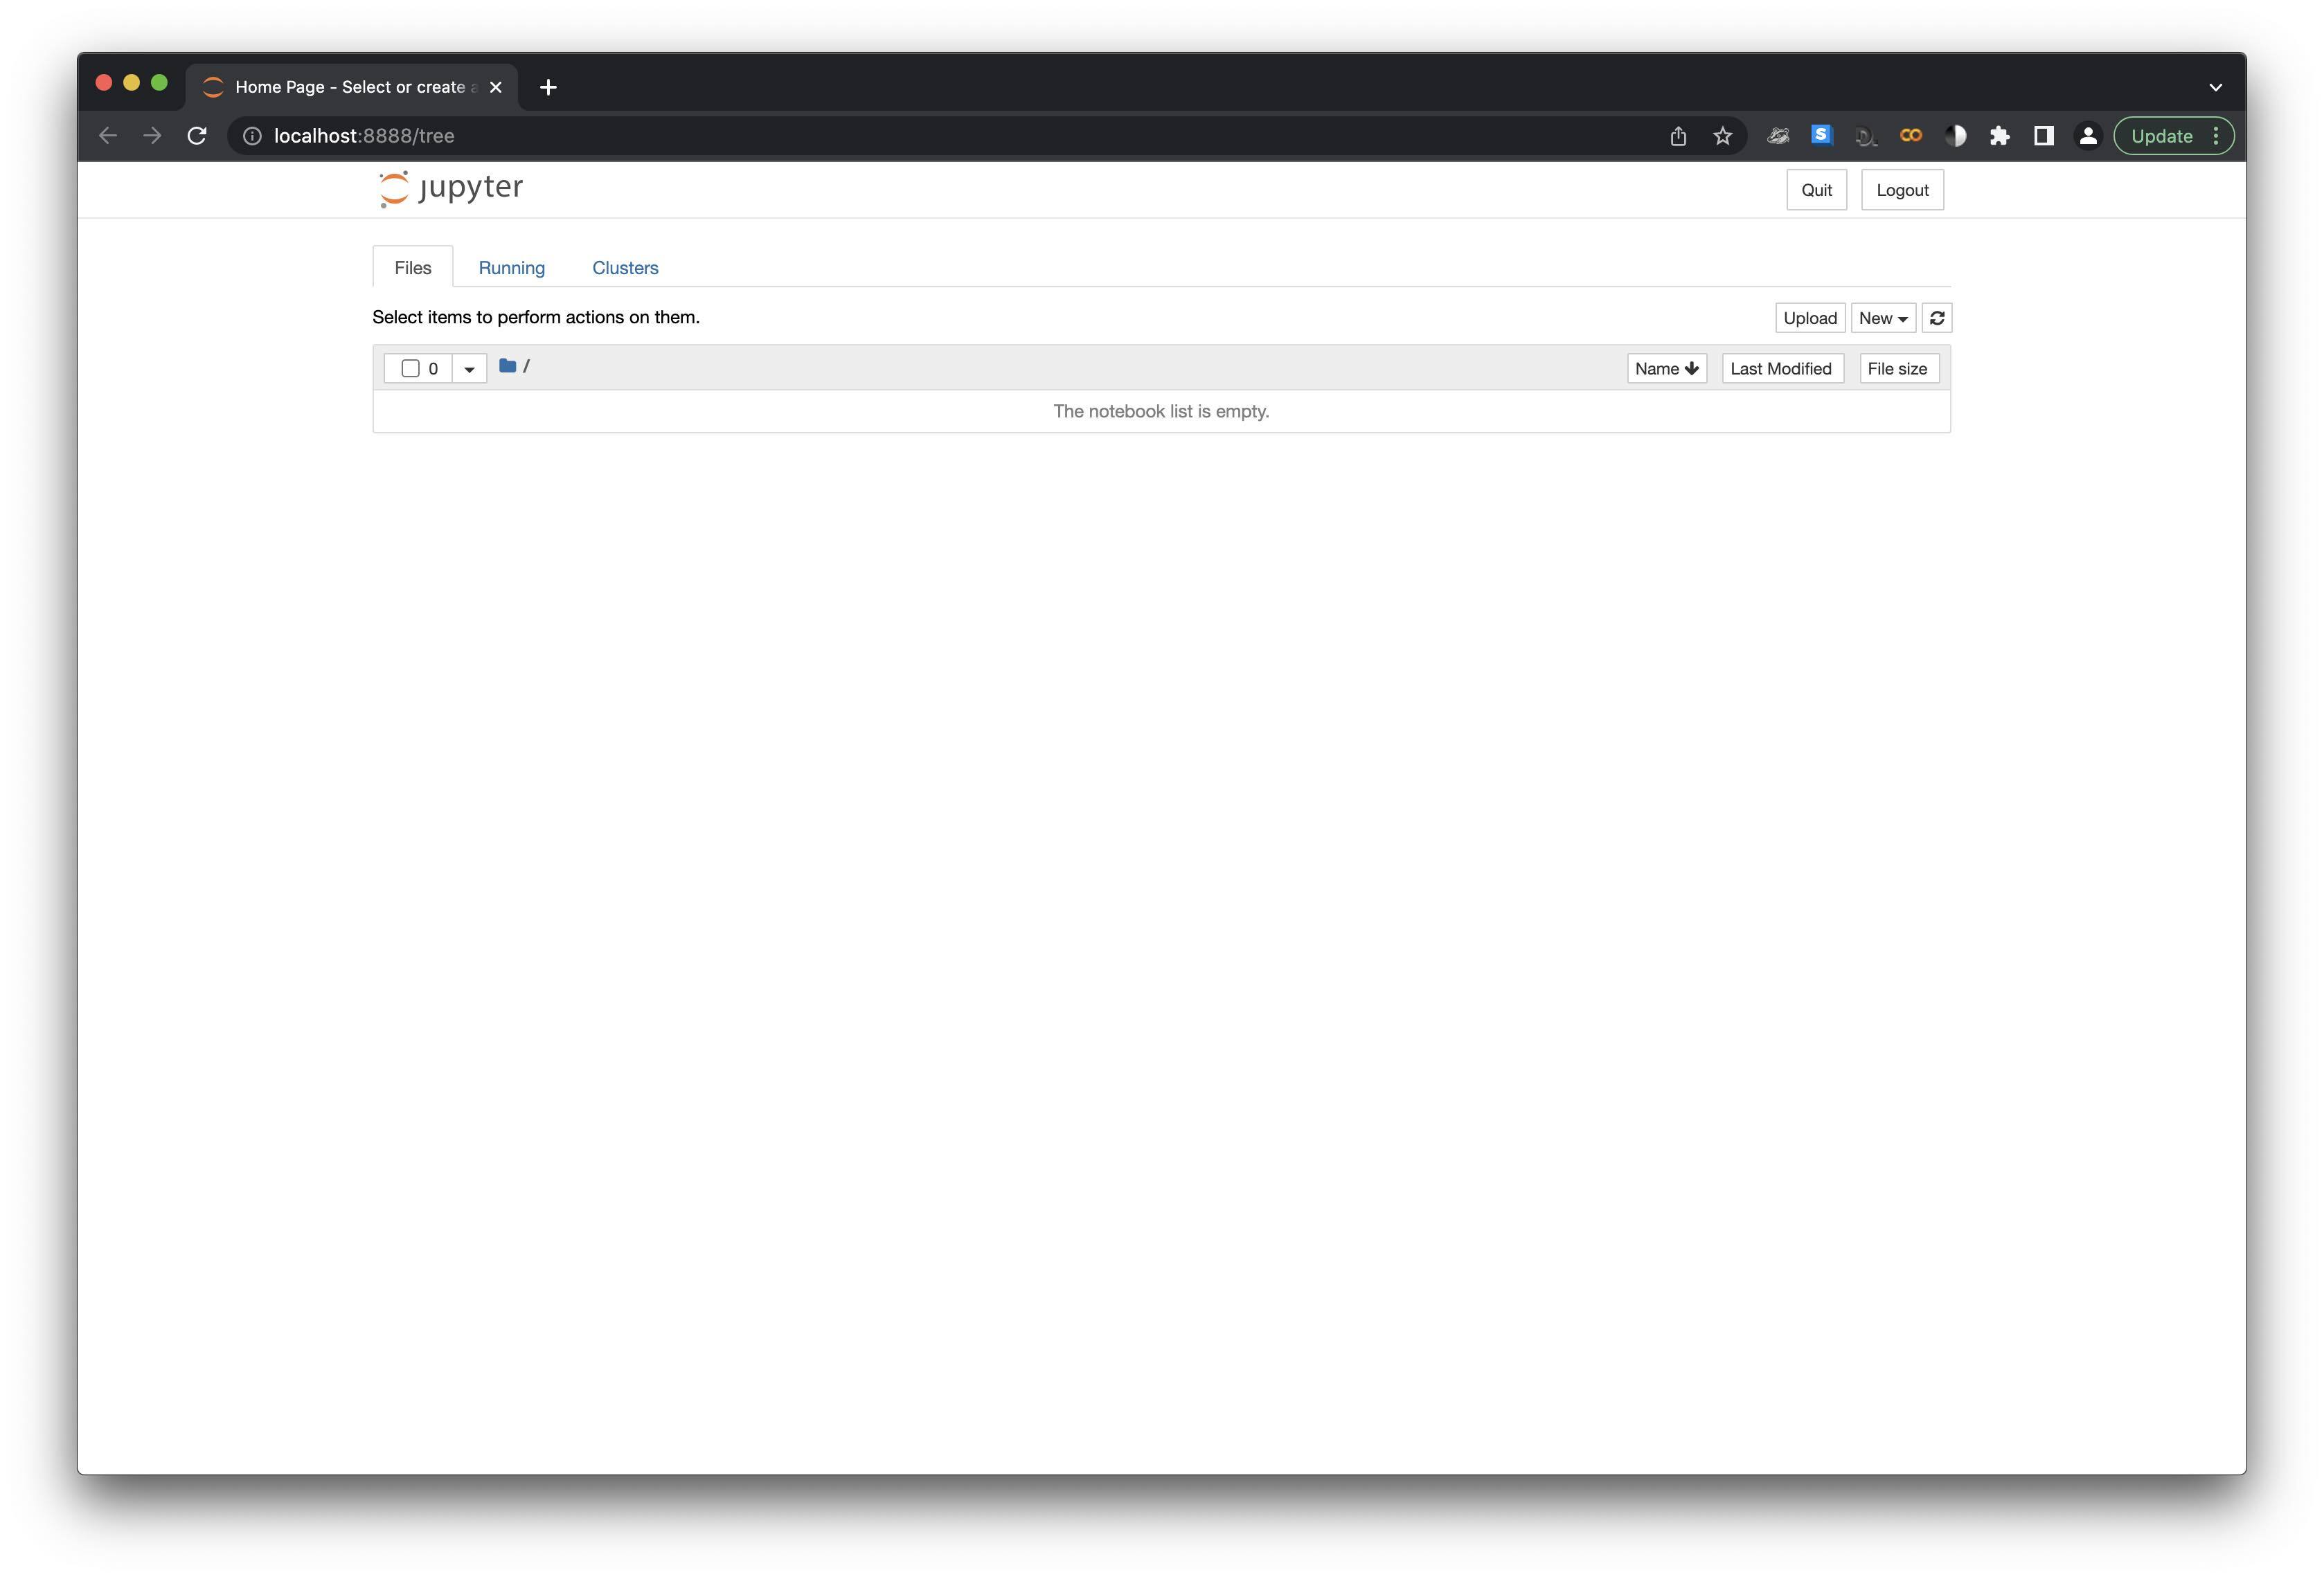 Home Page - Select or create a
localhost:8888/tree
Update
jupyter
Quit
Logout
Files
Running
Clusters
Select items to perform actions on them.
Upload
New
0
/
Name
Last Modified
File size
The notebook list is empty.